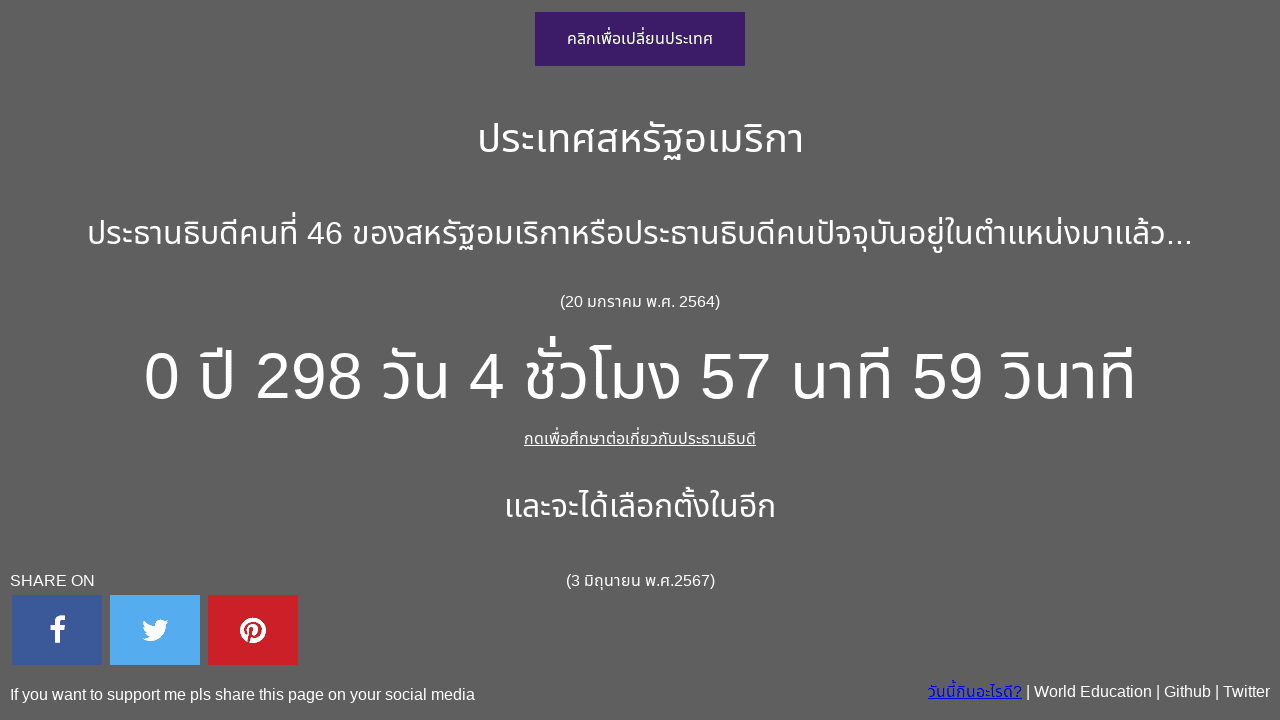 คลิกเพื่อเปลี่ยนประเทศ
ประเทศสหรัฐอเมริกา
ประธานธิบดีคนที่ 46 ของสหรัฐอมเริกาหรือประธานธิบดีคนปัจจุบันอยู่ในตำแหน่งมาแล้ว...
(20 มกราคม พ.ศ. 2564)
0 ปี 298 วัน 4 ชั่วโมง 57 นาที 59 วินาที
กดเพื่อศึกษาต่อเกี่ยวกับประธานธิบดี
และจะได้เลือกตั้งในอีก
(3 มิถุนายน พ.ศ.2567)
SHARE ON
If you want to support me pls share this page on your social media
วันนี้กินอะไรดี? | World Education | Github | Twitter